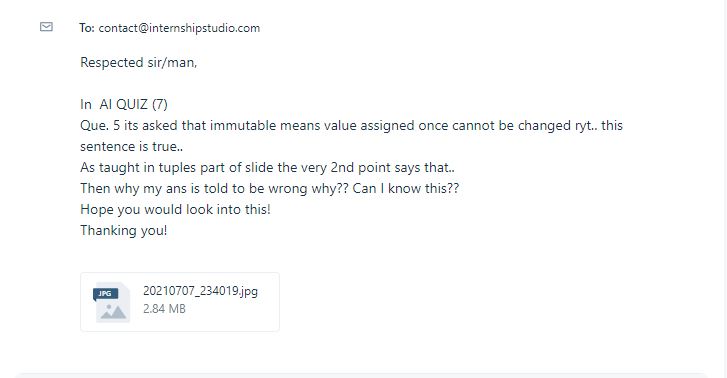 To: contact@internshipstudio.com
Respected sir/man,
In  AI QUIZ (7)
Que. 5 its asked that immutable means value assigned once cannot be changed ryt.. this
sentence is true..
As taught in tuples part of slide the very 2nd point says that..
Then why my ans is told to be wrong why?? Can I know this??
Hope you would look into this!
Thanking you!
JPG
20210707_234019.jpg
2.84 MB